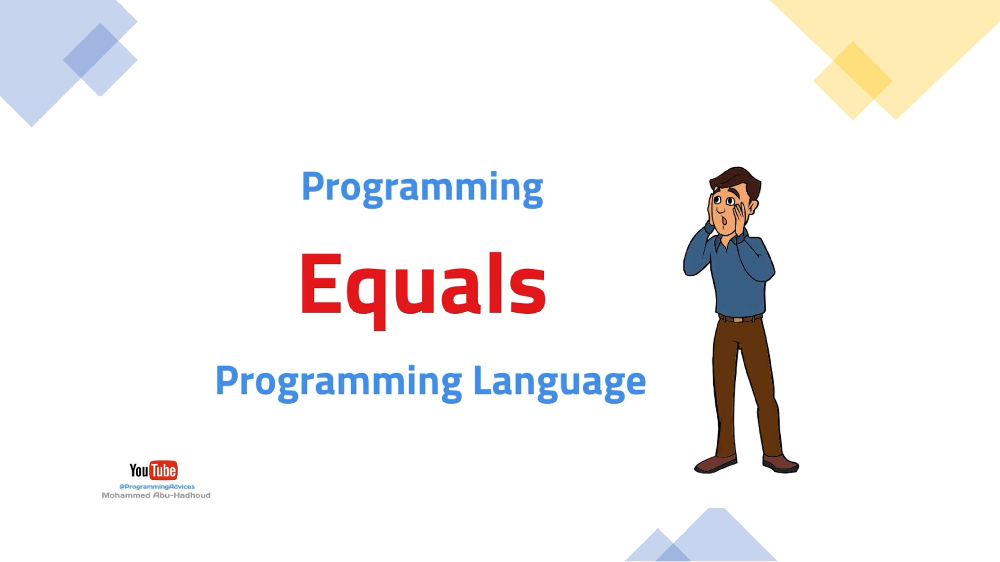 Programming
Equals
Programming Language
YouTube
@ProgrammingAdvices
Mohammed Abu-Hadhoud